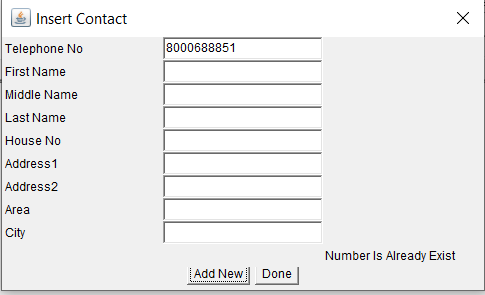 Insert Contact
Telephone No 8000688851
First Name
Middle Name
Last Name
House No
Address1
Address2
Area
City
Number Is Already Exist
Add New Done